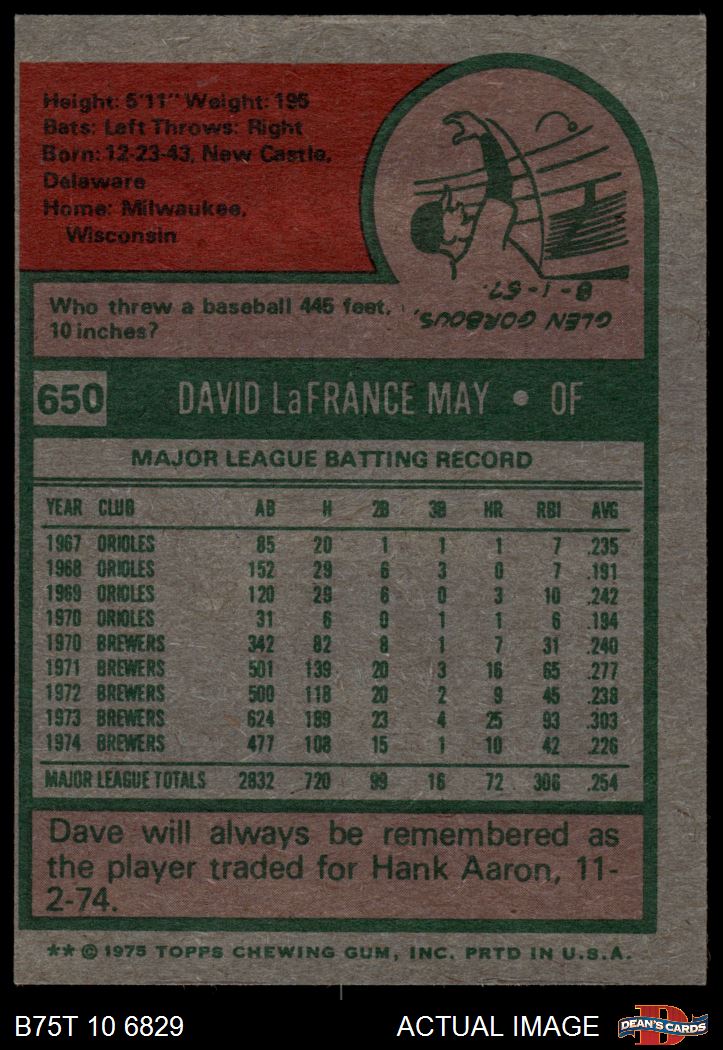 Height: 5'11" Weight: 195
Bats: Left Throws: Right
Born: 12-23-43, New Castle,
Delaware
Home: Milwaukee,
Wisconsin
Who threw a baseball 445 feet,
10 inches?
GLEN GORBOUS,
8-1-57.
650 DAVID LaFRANCE MAY • OF
MAJOR LEAGUE BATTING RECORD
YEAR CLUB AB H 2B 3B HR RBI AVG
1967 ORIOLES 85 20 1 1 1 7 .235
1968 ORIOLES 152 29 6 3 0 7 .191
1969 ORIOLES 120 29 6 0 3 10 .242
1970 ORIOLES 31 6 0 1 1 6 .194
1970 BREWERS 342 82 8 1 7 31 .240
1971 BREWERS 501 139 20 3 16 65 .277
1972 BREWERS 500 118 20 2 9 45 .238
1973 BREWERS 624 189 23 4 25 93 .303
1974 BREWERS 477 108 15 1 10 42 .226
MAJOR LEAGUE TOTALS 2832 720 99 16 72 306 .254
Dave will always be remembered as
the player traded for Hank Aaron, 11-
2-74.
** © 1975 TOPPS CHEWING GUM, INC. PRTD IN U.S.A.
B75T 10 6829 ACTUAL IMAGE D DEAN'S CARDS